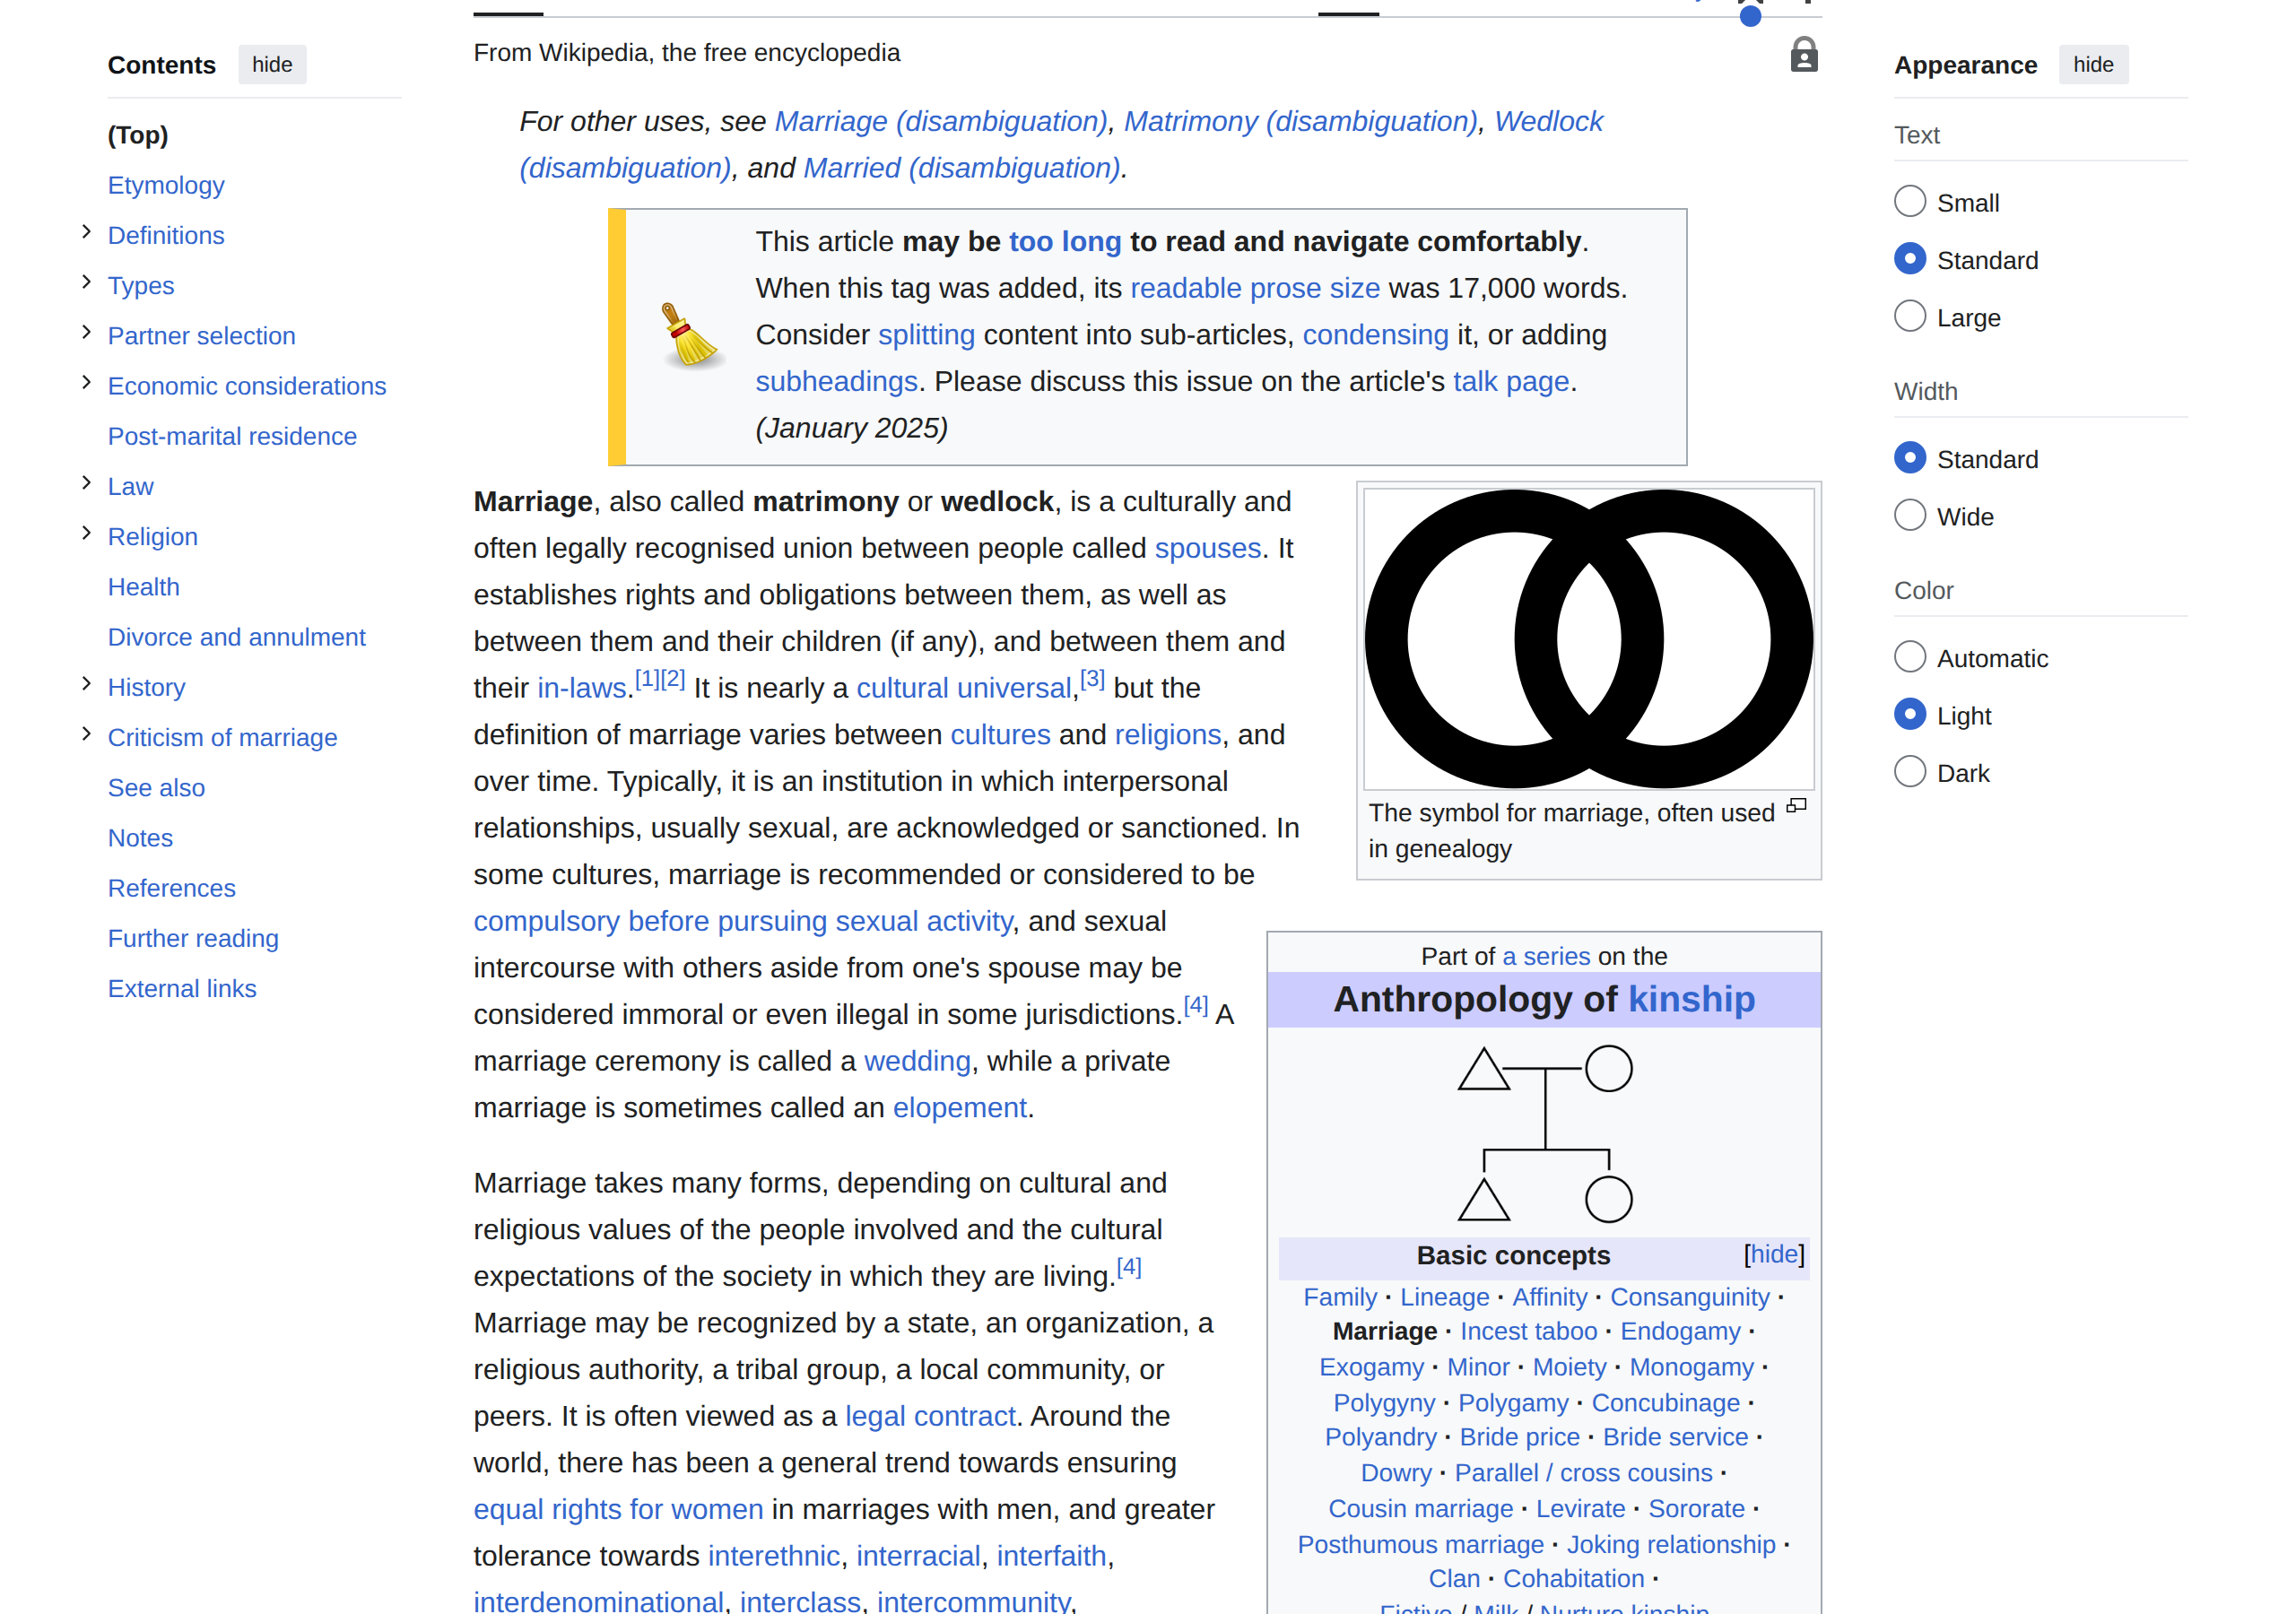 Contents hide
(Top)
Etymology
Definitions
Types
Partner selection
Economic considerations
Post-marital residence
Law
Religion
Health
Divorce and annulment
History
Criticism of marriage
See also
Notes
References
Further reading
External links
From Wikipedia, the free encyclopedia
For other uses, see Marriage (disambiguation), Matrimony (disambiguation), Wedlock
(disambiguation), and Married (disambiguation).
This article may be too long to read and navigate comfortably.
When this tag was added, its readable prose size was 17,000 words.
Consider splitting content into sub-articles, condensing it, or adding
subheadings. Please discuss this issue on the article's talk page.
(January 2025)
Marriage, also called matrimony or wedlock, is a culturally and
often legally recognised union between people called spouses. It
establishes rights and obligations between them, as well as
between them and their children (if any), and between them and
their in-laws.[1][2] It is nearly a cultural universal,[3] but the
definition of marriage varies between cultures and religions, and
over time. Typically, it is an institution in which interpersonal
relationships, usually sexual, are acknowledged or sanctioned. In
some cultures, marriage is recommended or considered to be
compulsory before pursuing sexual activity, and sexual
intercourse with others aside from one's spouse may be
considered immoral or even illegal in some jurisdictions.[4] A
marriage ceremony is called a wedding, while a private
marriage is sometimes called an elopement.
Marriage takes many forms, depending on cultural and
religious values of the people involved and the cultural
expectations of the society in which they are living.[4]
Marriage may be recognized by a state, an organization, a
religious authority, a tribal group, a local community, or
peers. It is often viewed as a legal contract. Around the
world, there has been a general trend towards ensuring
equal rights for women in marriages with men, and greater
tolerance towards interethnic, interracial, interfaith,
interdenominational, interclass, intercommunity,
The symbol for marriage, often used
in genealogy
Part of a series on the
Anthropology of kinship
Basic concepts [hide]
Family · Lineage · Affinity · Consanguinity ·
Marriage · Incest taboo · Endogamy ·
Exogamy · Minor · Moiety · Monogamy ·
Polygyny · Polygamy · Concubinage ·
Polyandry · Bride price · Bride service ·
Dowry · Parallel / cross cousins ·
Cousin marriage · Levirate · Sororate ·
Posthumous marriage · Joking relationship ·
Clan · Cohabitation ·
Fictive / Milk / Nurture kinship
Appearance hide
Text
Small
Standard
Large
Width
Standard
Wide
Color
Automatic
Light
Dark